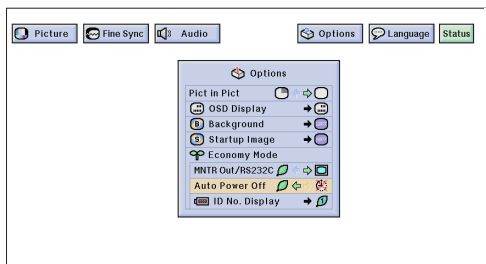 Picture
Fine Sync
Audio
Options
Language
Status
Options
Pict in Pict
OSD Display
B Background
S Startup Image
Economy Mode
MNTR Out/RS232C
Auto Power Off
ID No. Display 1